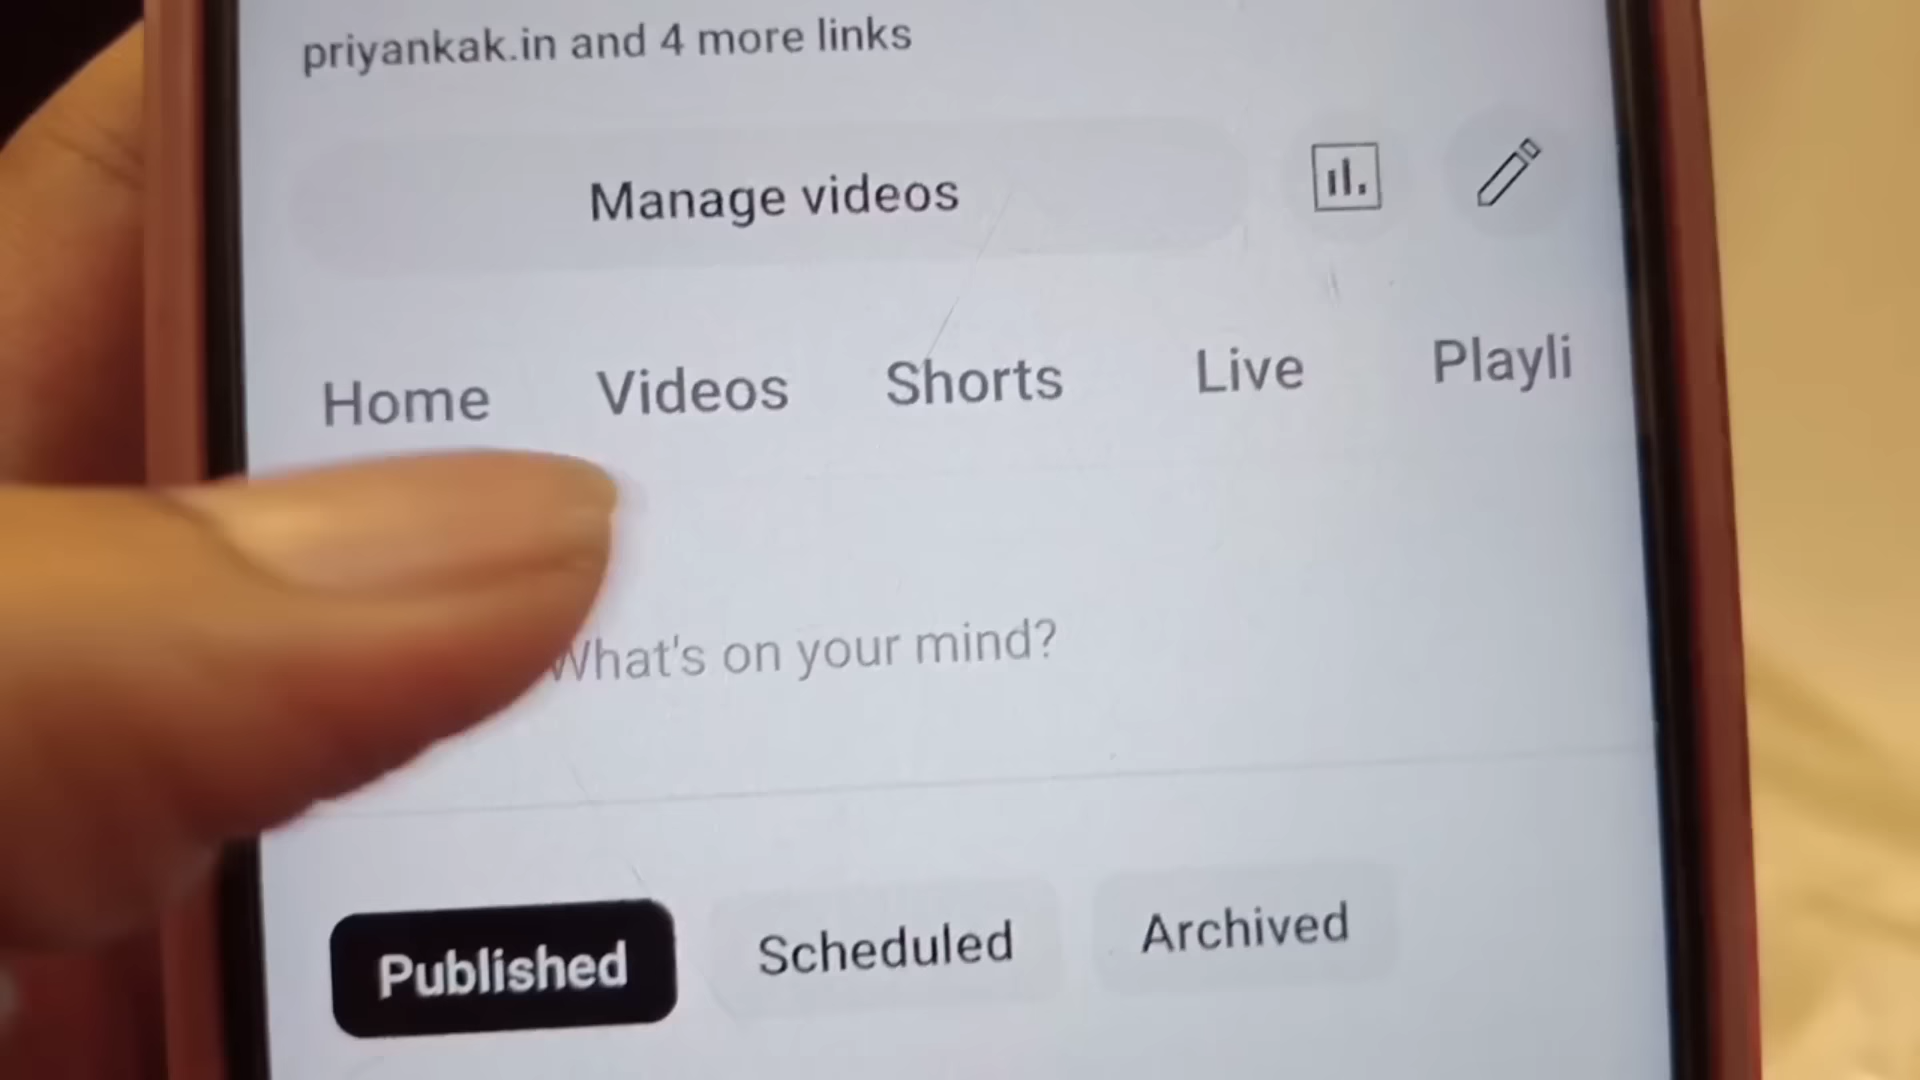 priyankak.in and 4 more links
Manage videos
Home Videos Shorts Live Playli
What's on your mind?
Published Scheduled Archived